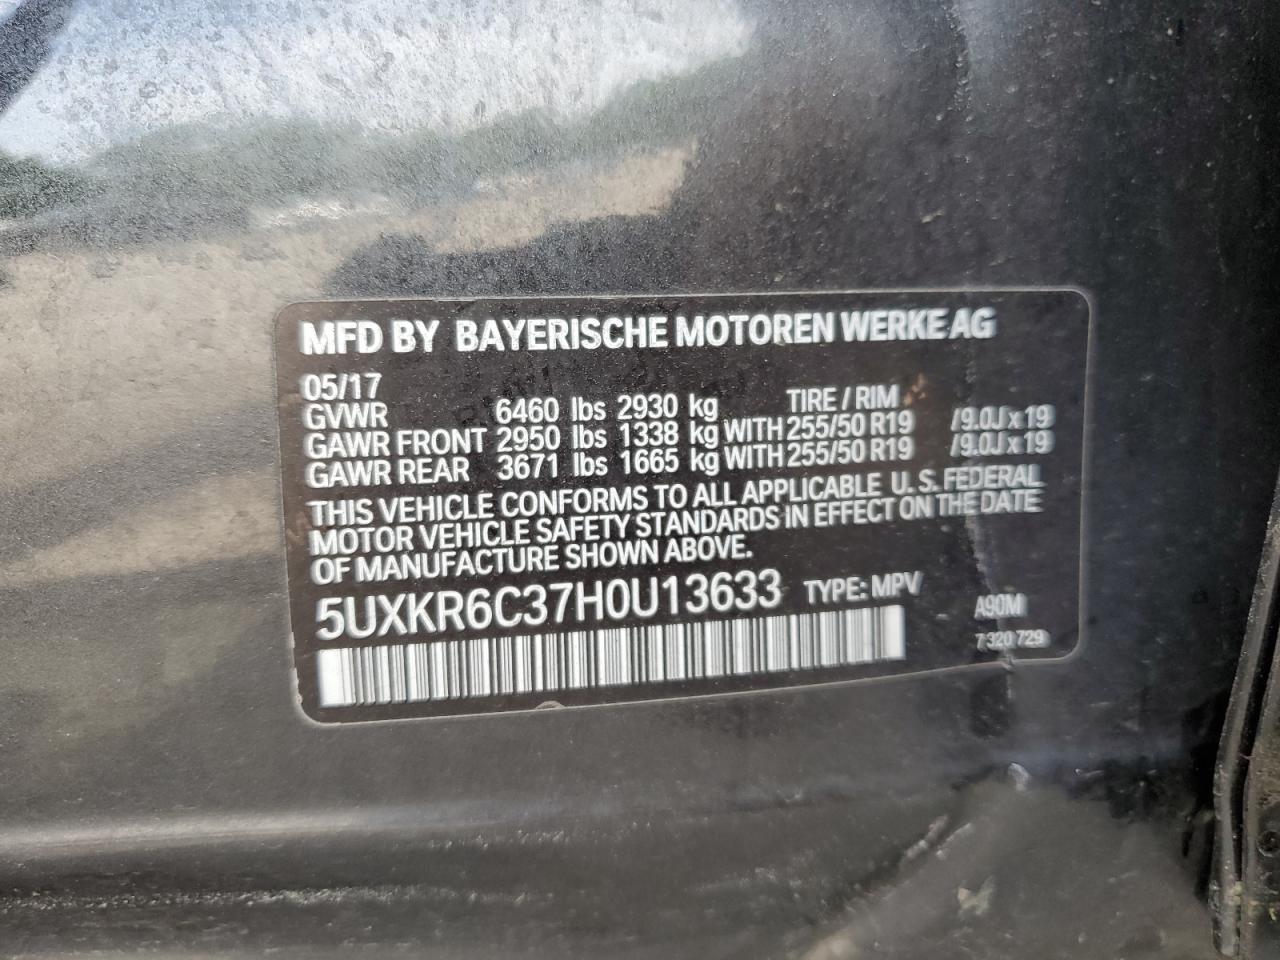 MFD BY BAYERISCHE MOTOREN WERKE AG
05/17
GVWR 6460 lbs 2930 kg TIRE / RIM
GAWR FRONT 2950 lbs 1338 kg WITH 255/50 R19 /9.0J x 19
GAWR REAR 3671 lbs 1665 kg WITH 255/50 R19 /9.0J x 19
THIS VEHICLE CONFORMS TO ALL APPLICABLE U.S. FEDERAL
MOTOR VEHICLE SAFETY STANDARDS IN EFFECT ON THE DATE
OF MANUFACTURE SHOWN ABOVE.
5UXKR6C37H0U13633 TYPE: MPV
A90M
7 320 729